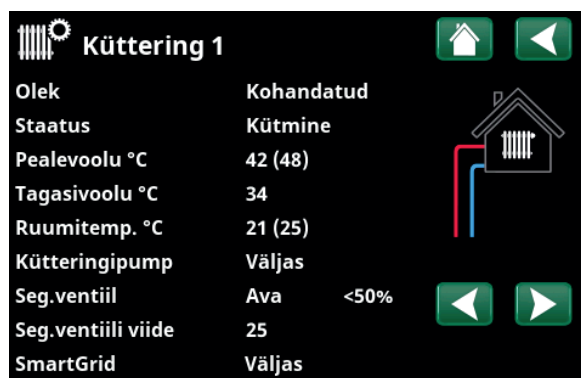 Küttering 1
Olek Kohandatud
Staatus Kütmine
Pealevoolu °C 42 (48)
Tagasivoolu °C 34
Ruumitemp. °C 21 (25)
Kütteringipump Väljas
Seg.ventiil Ava <50%
Seg.ventiili viide 25
SmartGrid Väljas